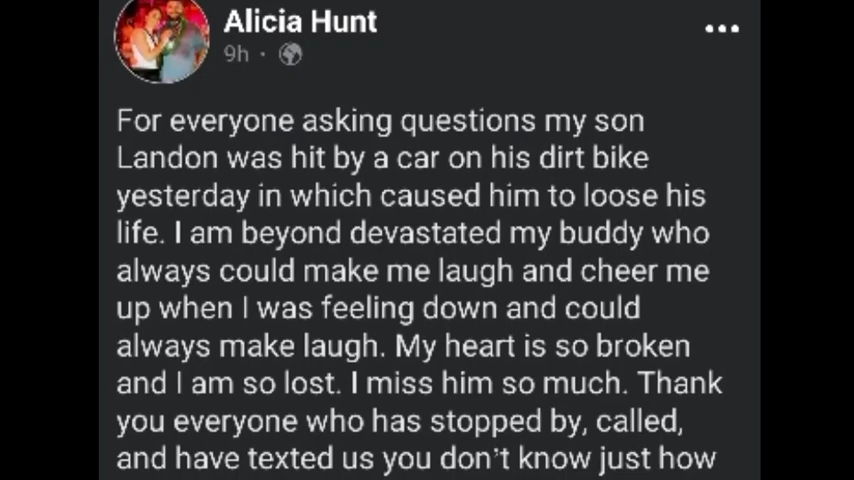 Alicia Hunt
9h ·
For everyone asking questions my son
Landon was hit by a car on his dirt bike
yesterday in which caused him to loose his
life. I am beyond devastated my buddy who
always could make me laugh and cheer me
up when I was feeling down and could
always make laugh. My heart is so broken
and I am so lost. I miss him so much. Thank
you everyone who has stopped by, called,
and have texted us you don't know just how